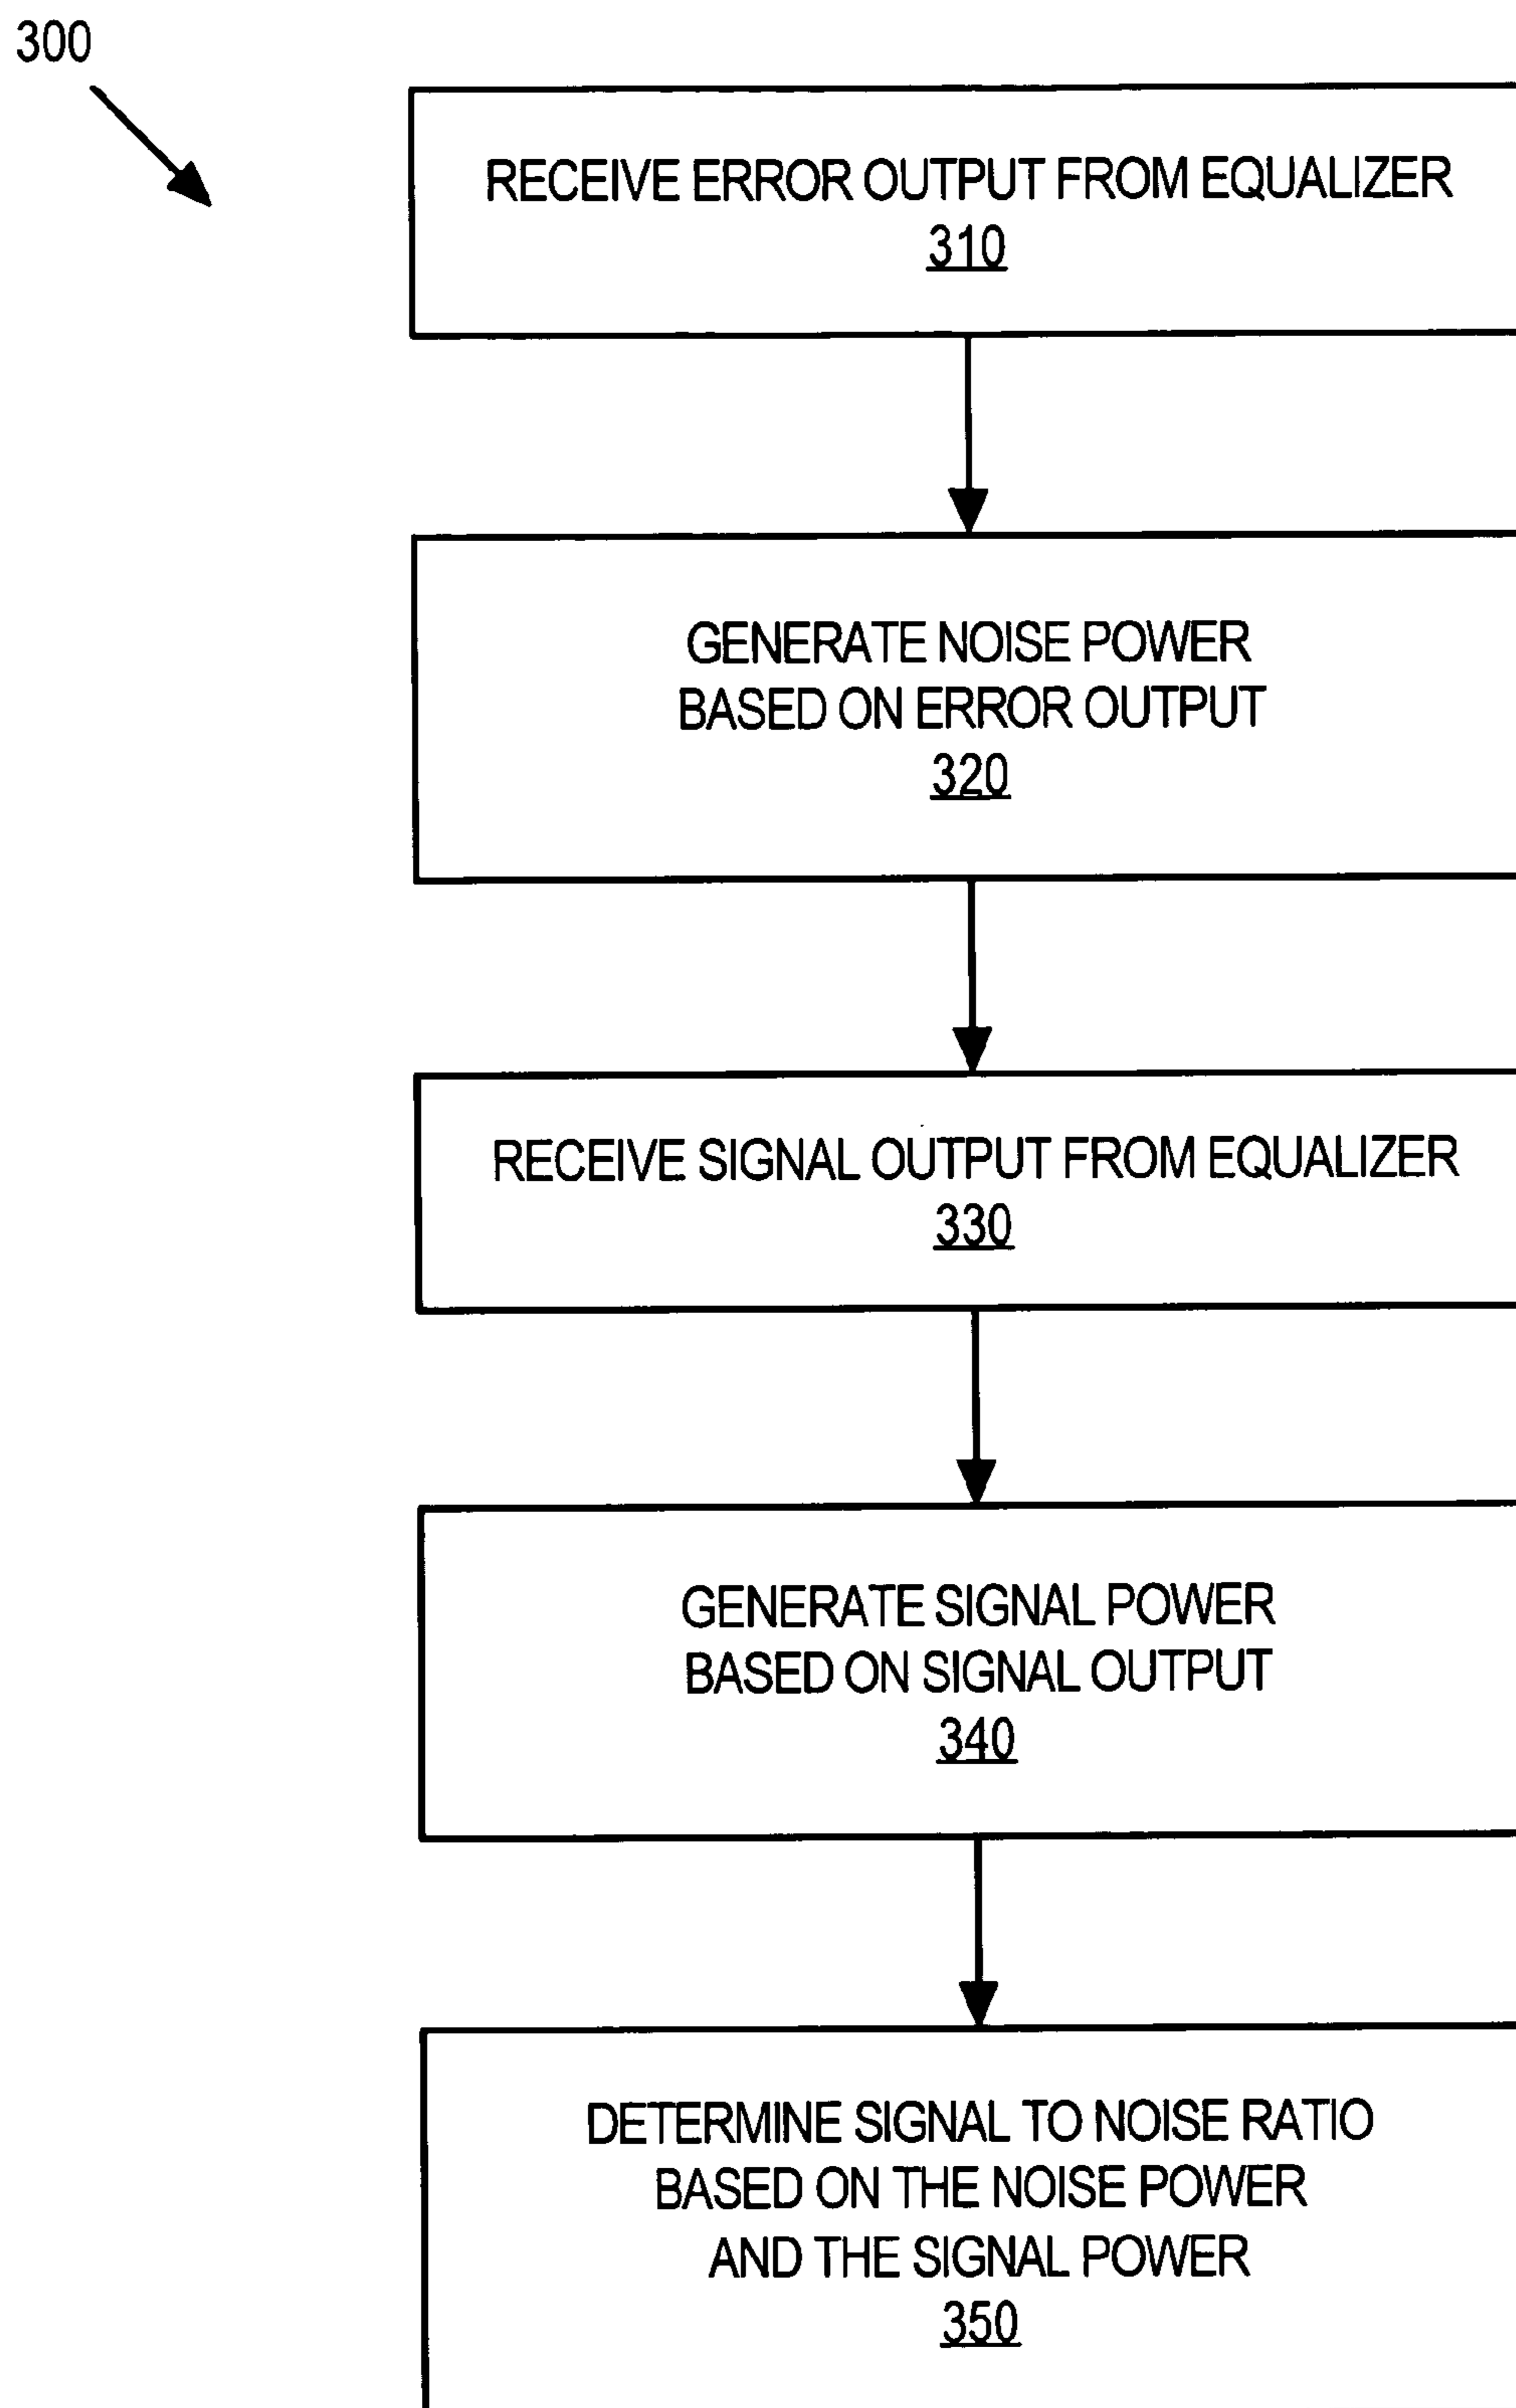 300
RECEIVE ERROR OUTPUT FROM EQUALIZER
310
GENERATE NOISE POWER
BASED ON ERROR OUTPUT
320
RECEIVE SIGNAL OUTPUT FROM EQUALIZER
330
GENERATE SIGNAL POWER
BASED ON SIGNAL OUTPUT
340
DETERMINE SIGNAL TO NOISE RATIO
BASED ON THE NOISE POWER
AND THE SIGNAL POWER
350